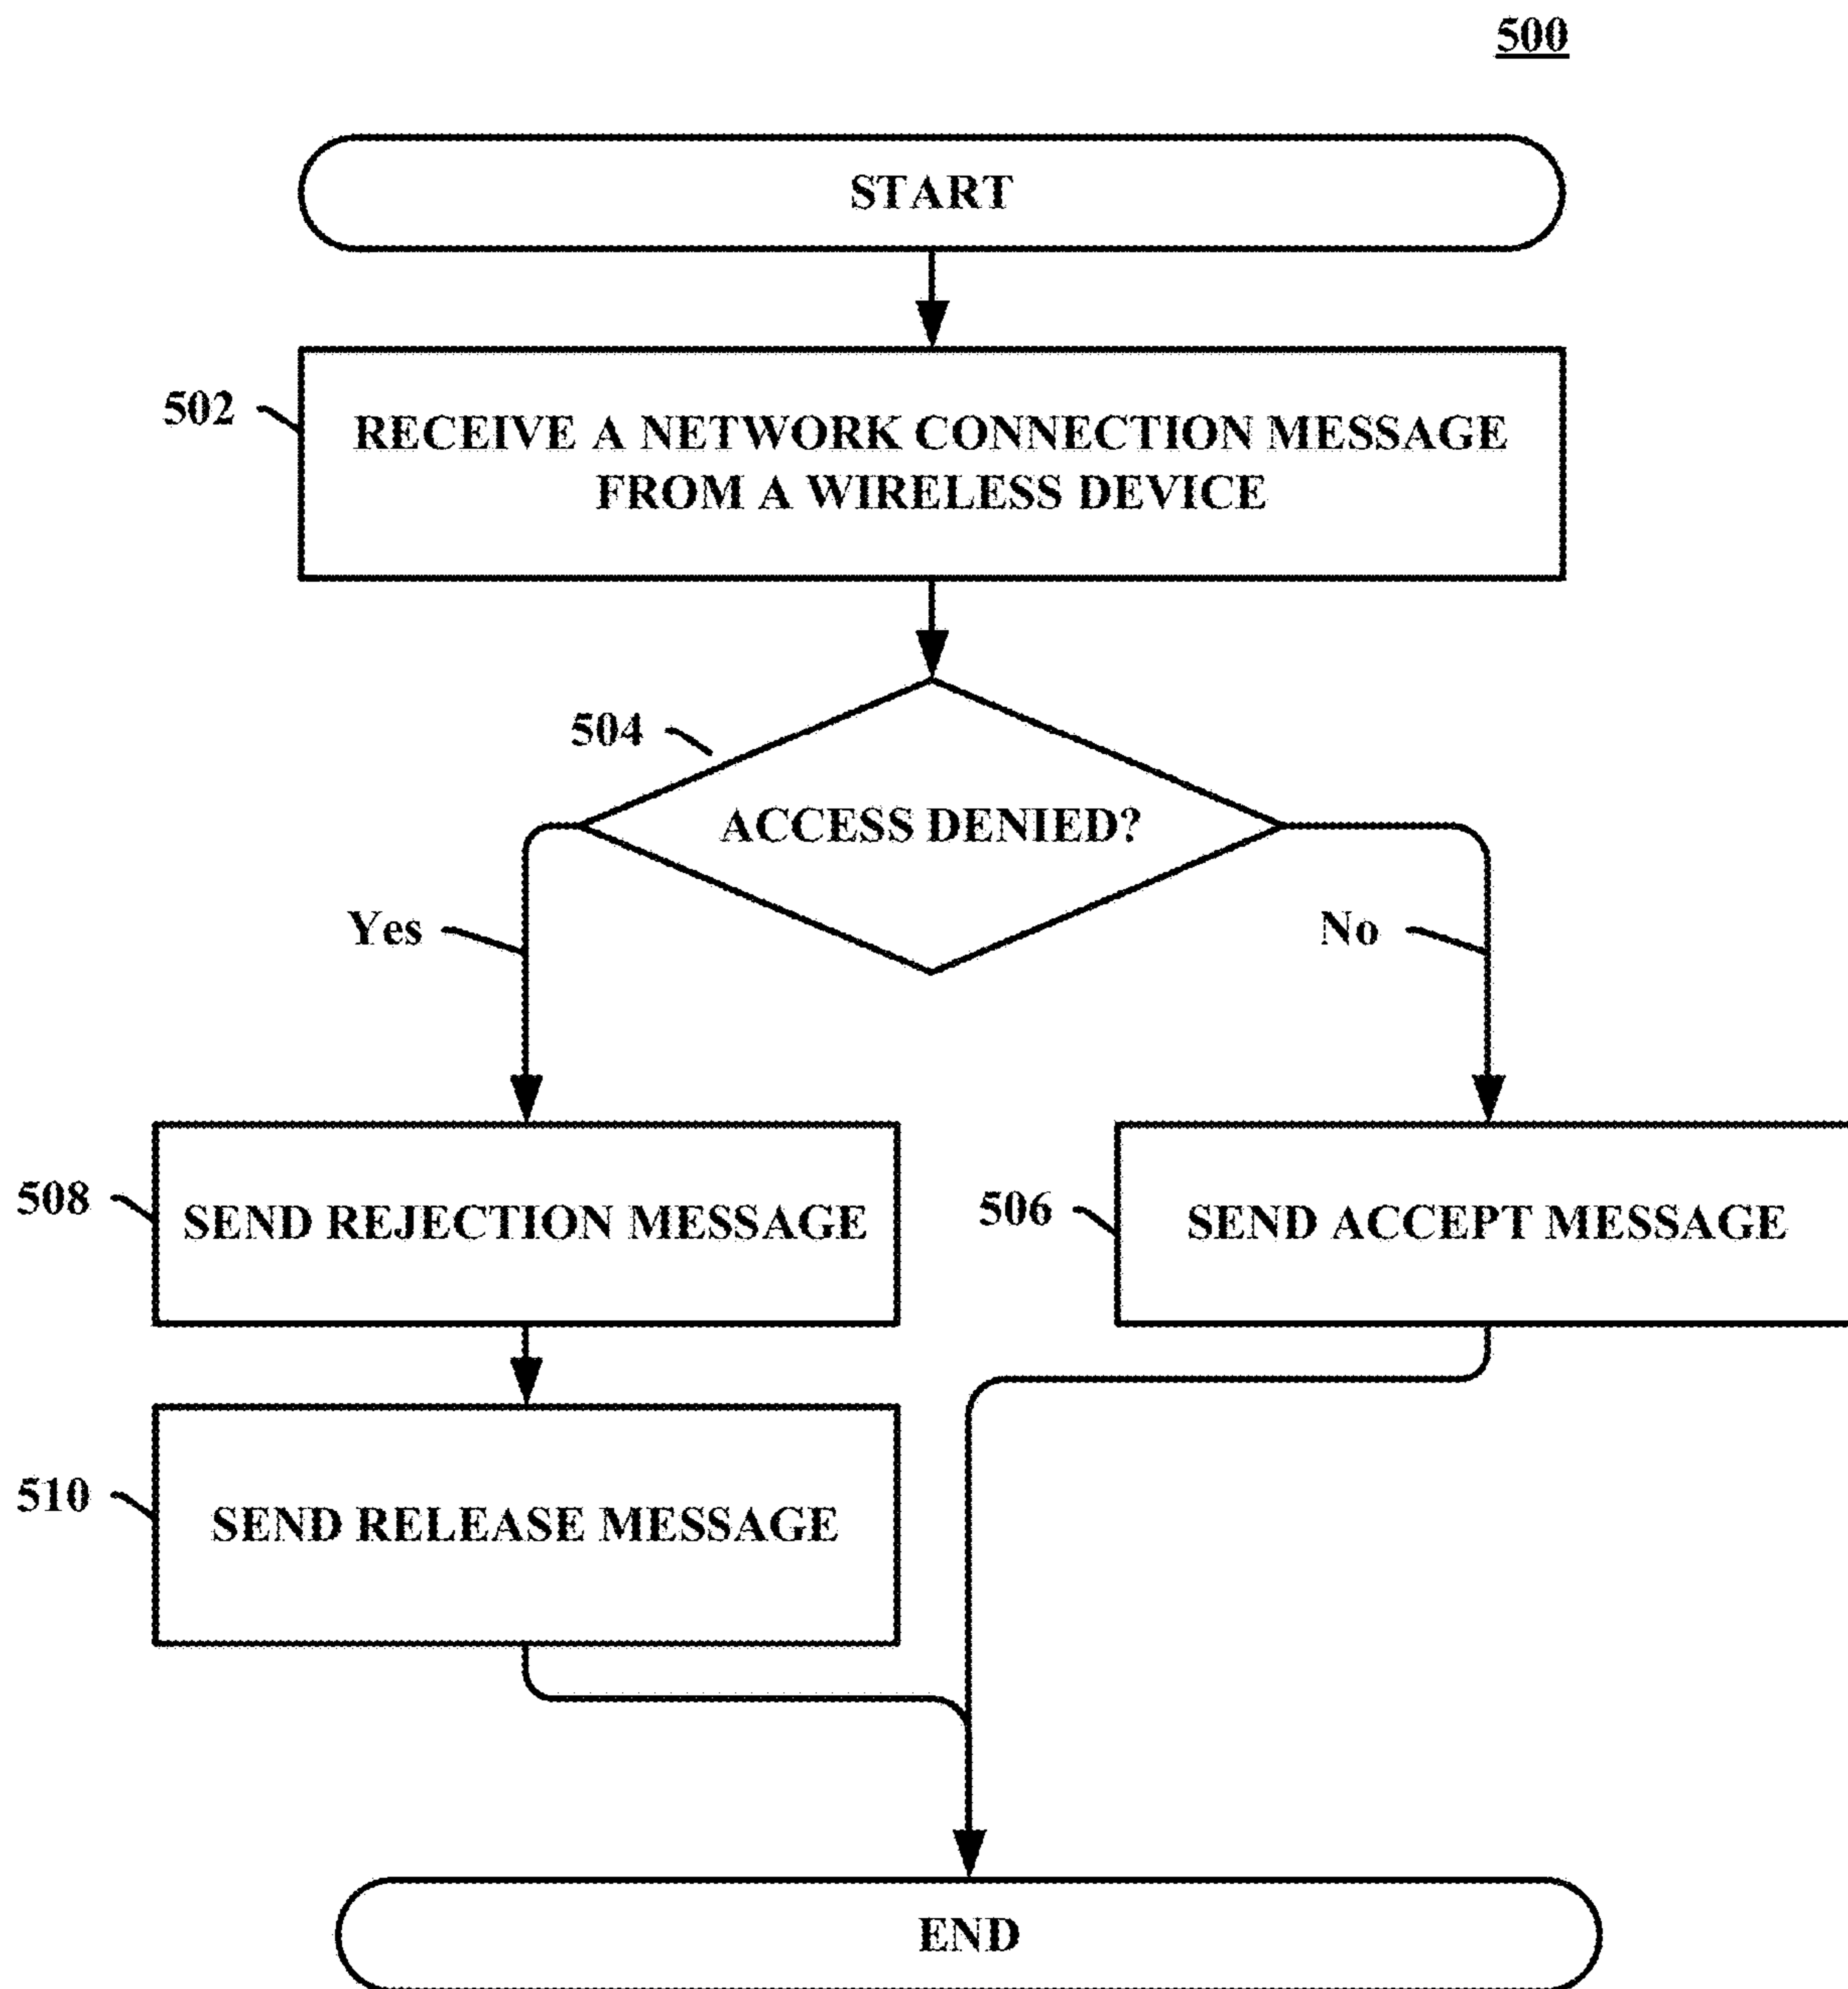 500
START
502
RECEIVE A NETWORK CONNECTION MESSAGE
FROM A WIRELESS DEVICE
504
ACCESS DENIED?
Yes
No
508
SEND REJECTION MESSAGE
506
SEND ACCEPT MESSAGE
510
SEND RELEASE MESSAGE
END